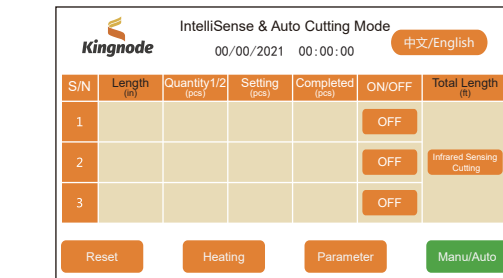 IntelliSense & Auto Cutting Mode
Kingnode
00/00/2021 00:00:00
中文/English
S/N Length Quantity1/2 Setting Completed ON/OFF Total Length
(in) (pcs) (pcs) (pcs) (ft)
1 OFF
2 OFF Infrared Sensing
Cutting
3 OFF
Reset Heating Parameter Manu/Auto